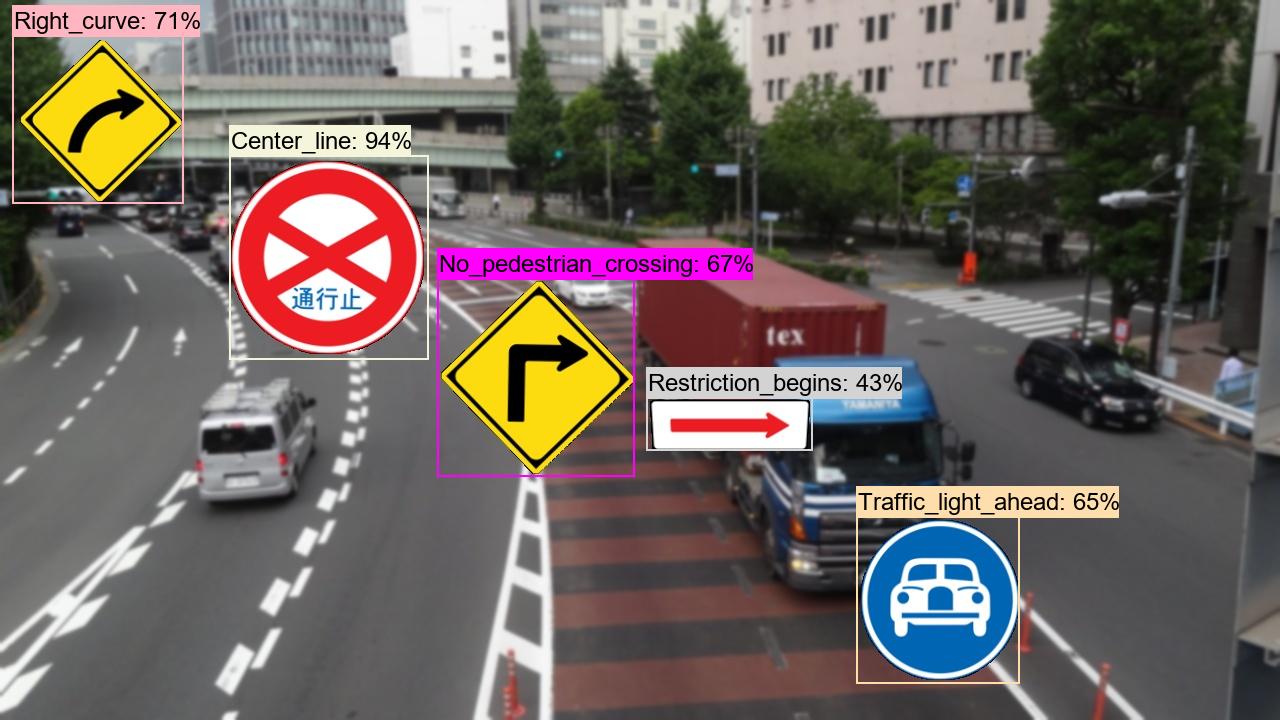 Right_curve: 71%
Center_line: 94%
通行止
No_pedestrian_crossing: 67%
tex
Restriction_begins: 43%
Traffic_light_ahead: 65%